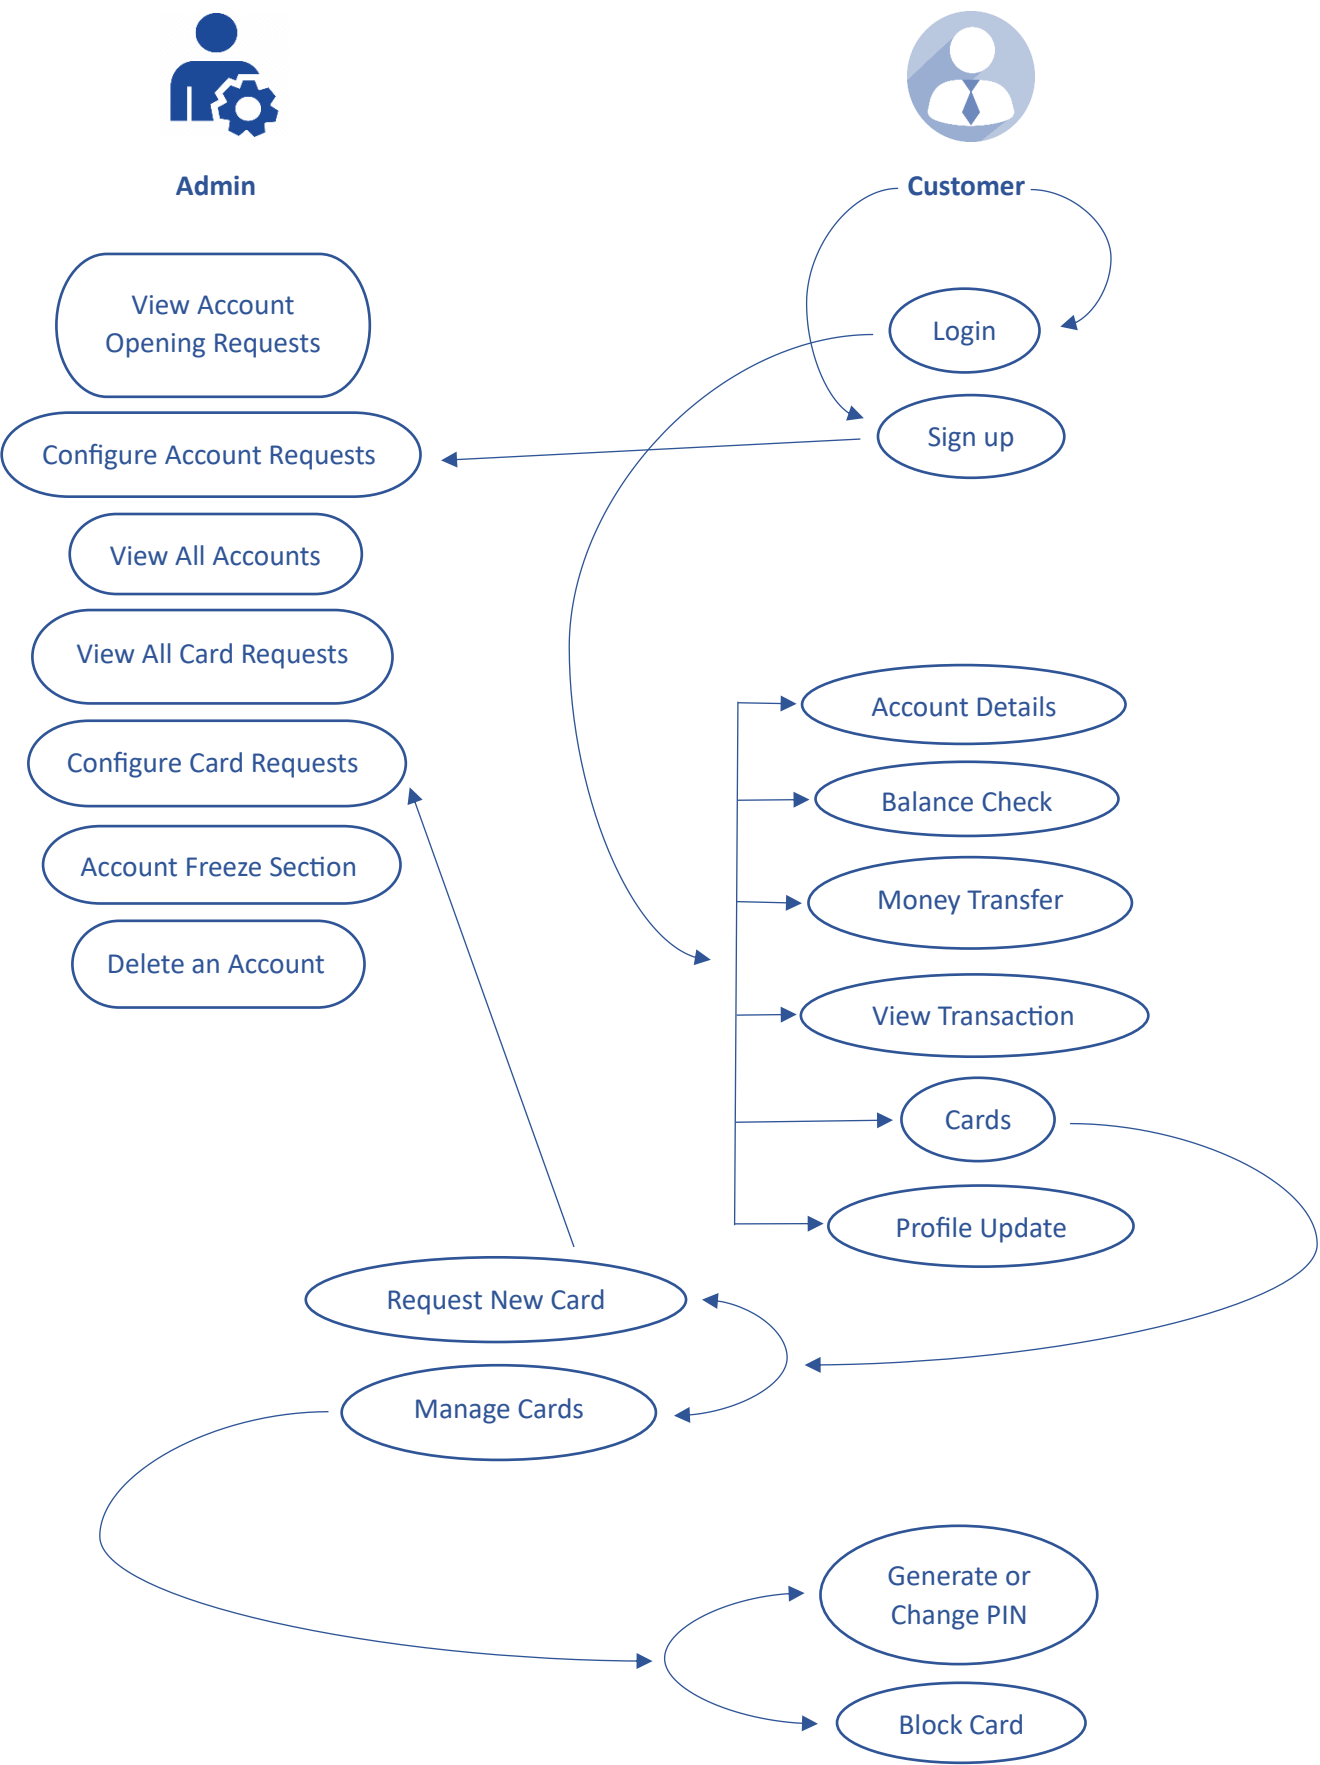 Admin
Customer
View Account
Opening Requests
Login
Configure Account Requests
Sign up
View All Accounts
View All Card Requests
Account Details
Configure Card Requests
Balance Check
Account Freeze Section
Money Transfer
Delete an Account
View Transaction
Cards
Profile Update
Request New Card
Manage Cards
Generate or
Change PIN
Block Card